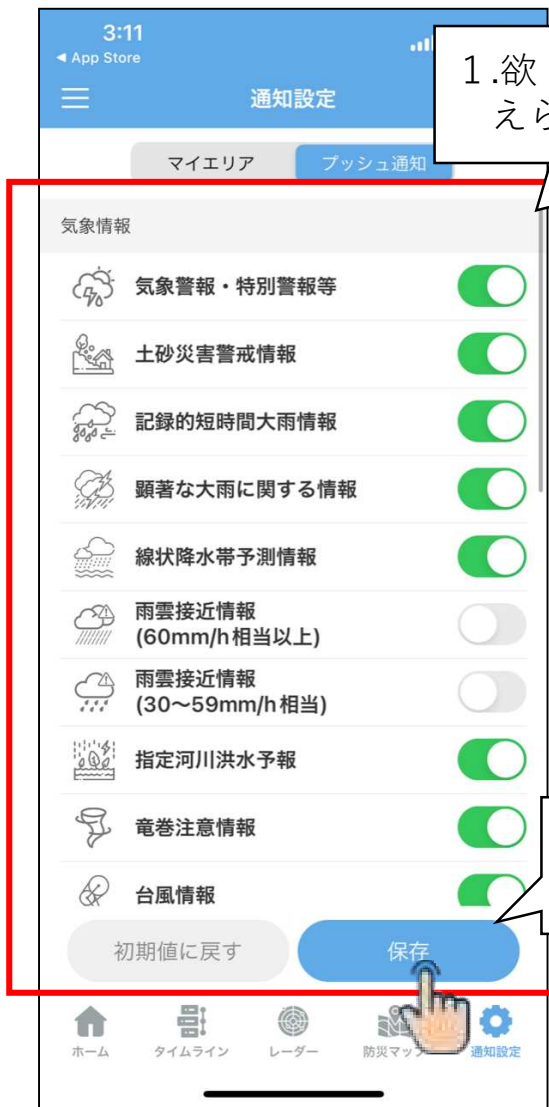 3:11
◀ App Store
通知設定
1.欲
えら
マイエリア
プッシュ通知
気象情報
気象警報・特別警報等
土砂災害警戒情報
記録的短時間大雨情報
顕著な大雨に関する情報
線状降水帯予測情報
雨雲接近情報
(60mm/h相当以上)
雨雲接近情報
(30〜59mm/h相当)
指定河川洪水予報
竜巻注意情報
台風情報
初期値に戻す
保存
ホーム
タイムライン
レーダー
防災マップ
通知設定